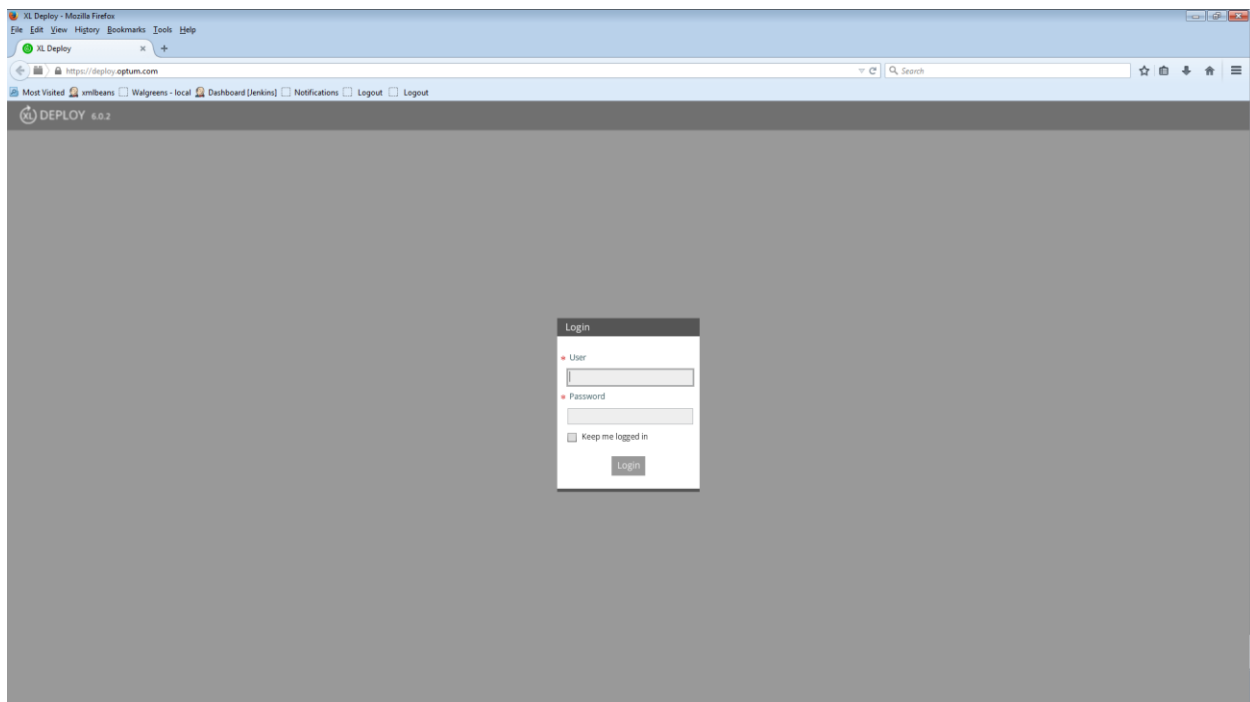 XL Deploy - Mozilla Firefox
File Edit View History Bookmarks Tools Help
XL Deploy × +
https://deploy.optum.com Search
Most Visited xmlbeans Walgreens - local Dashboard [Jenkins] Notifications Logout Logout
XL DEPLOY 6.0.2
Login
* User
* Password
Keep me logged in
Login